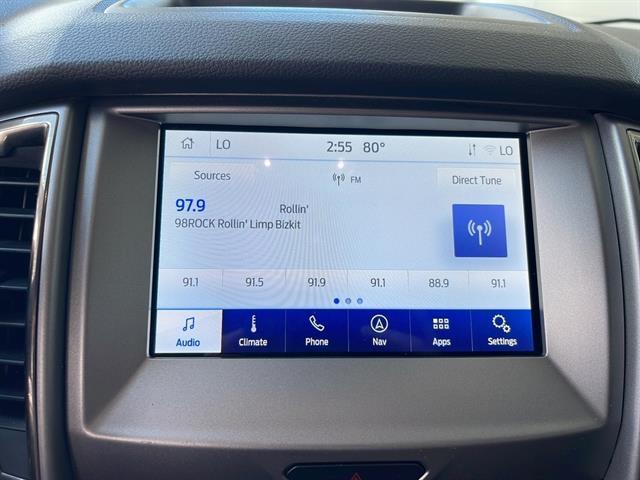 LO 2:55 80° LO
Sources FM Direct Tune
97.9 Rollin'
98ROCK Rollin' Limp Bizkit
91.1 91.5 91.9 91.1 88.9 91.1
Audio Climate Phone Nav Apps Settings